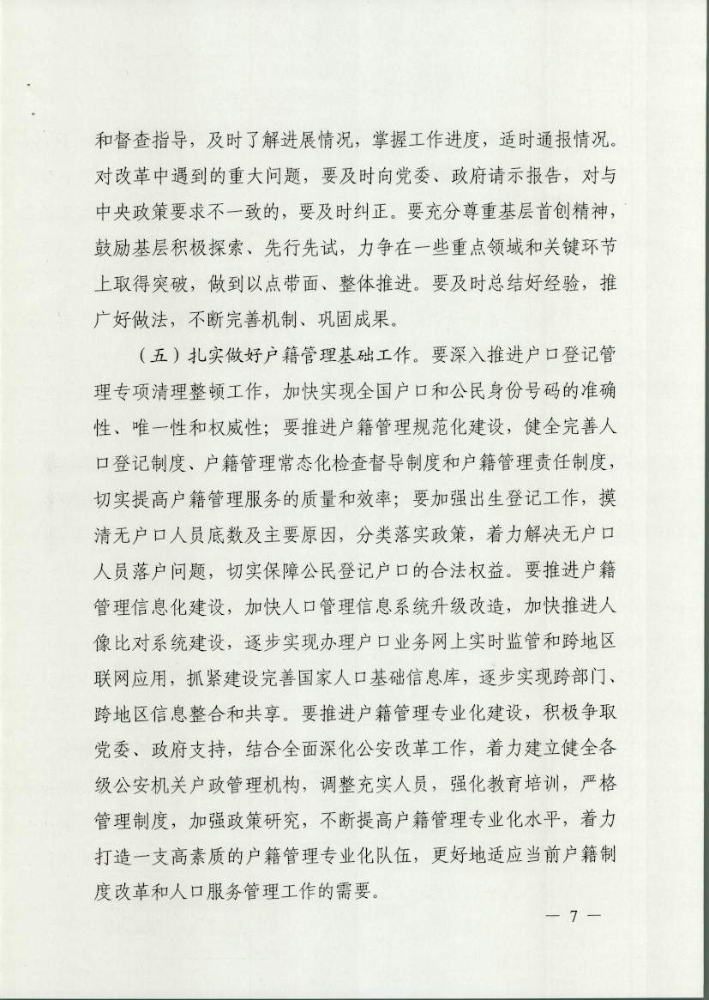 和督查指导，及时了解进展情况，掌握工作进度，适时通报情况。
对改革中遇到的重大问题，要及时向党委、政府请示报告，对与
中央政策要求不一致的，要及时纠正。要充分尊重基层首创精神，
鼓励基层积极探索、先行先试，力争在一些重点领域和关键环节
上取得突破，做到以点带面、整体推进。要及时总结好经验，推
广好做法，不断完善机制、巩固成果。
（五）扎实做好户籍管理基础工作。要深入推进户口登记管
理专项清理整顿工作，加快实现全国户口和公民身份号码的准确
性、唯一性和权威性；要推进户籍管理规范化建设，健全完善人
口登记制度、户籍管理常态化检查督导制度和户籍管理责任制度，
切实提高户籍管理服务的质量和效率；要加强出生登记工作，摸
清无户口人员底数及主要原因，分类落实政策，着力解决无户口
人员落户问题，切实保障公民登记户口的合法权益。要推进户籍
管理信息化建设，加快人口管理信息系统升级改造，加快推进人
像比对系统建设，逐步实现办理户口业务网上实时监管和跨地区
联网应用，抓紧建设完善国家人口基础信息库，逐步实现跨部门、
跨地区信息整合和共享。要推进户籍管理专业化建设，积极争取
党委、政府支持，结合全面深化公安改革工作，着力建立健全各
级公安机关户政管理机构，调整充实人员，强化教育培训，严格
管理制度，加强政策研究，不断提高户籍管理专业化水平，着力
打造一支高素质的户籍管理专业化队伍，更好地适应当前户籍制
度改革和人口服务管理工作的需要。
— 7 —